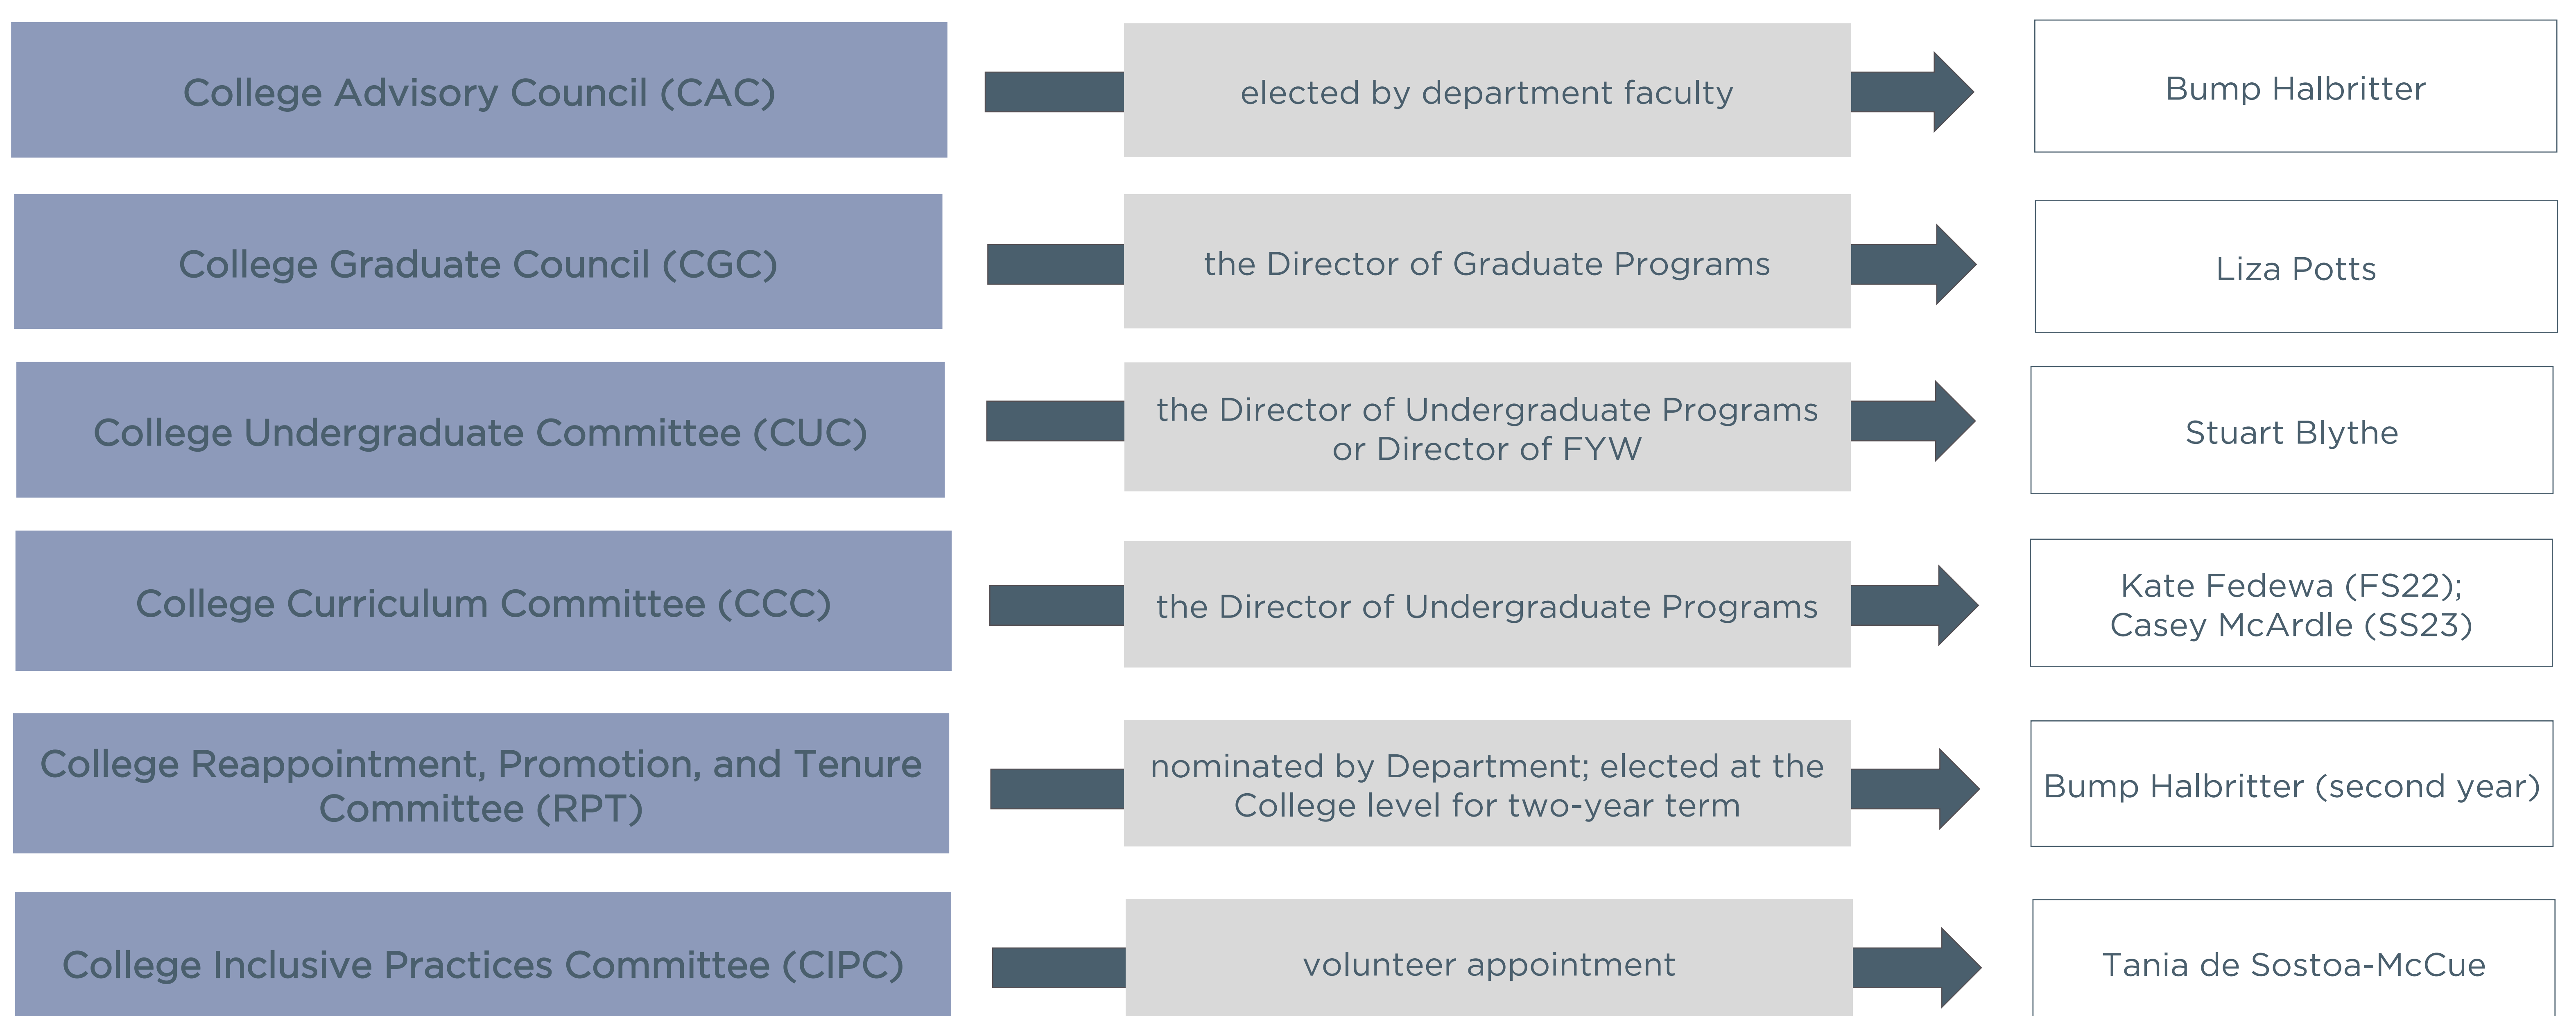 College Advisory Council (CAC)
elected by department faculty
Bump Halbritter
College Graduate Council (CGC)
the Director of Graduate Programs
Liza Potts
College Undergraduate Committee (CUC)
the Director of Undergraduate Programs
or Director of FYW
Stuart Blythe
College Curriculum Committee (CCC)
the Director of Undergraduate Programs
Kate Fedewa (FS22);
Casey McArdle (SS23)
College Reappointment, Promotion, and Tenure
Committee (RPT)
nominated by Department; elected at the
College level for two-year term
Bump Halbritter (second year)
College Inclusive Practices Committee (CIPC)
volunteer appointment
Tania de Sostoa-McCue